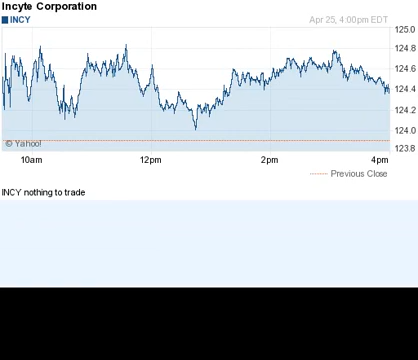 Incyte Corporation
INCY
Apr 25, 4:00pm EDT
125.0
124.8
124.6
124.4
124.2
124.0
123.8
© Yahoo!
10am 12pm 2pm 4pm
Previous Close
INCY nothing to trade